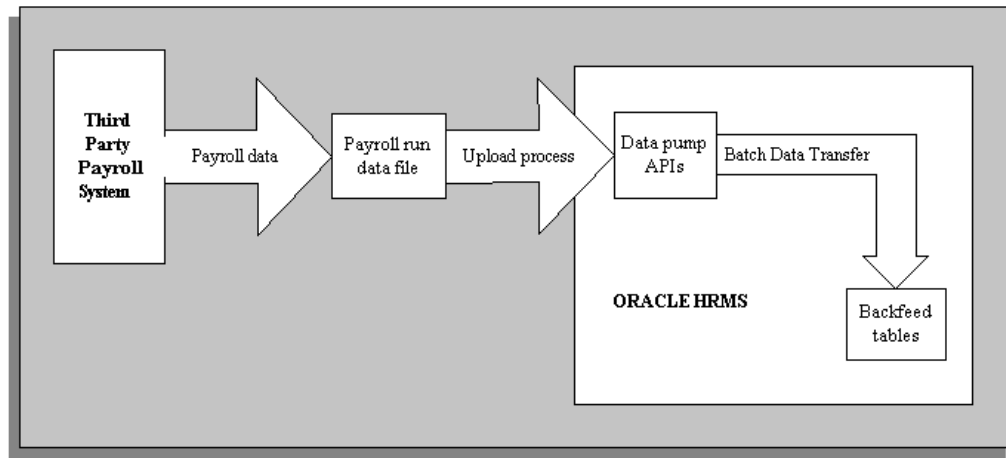 Third
Party
Payroll
System
Payroll data
Payroll run
data file
Upload process
Data pump
APIs
Batch Data Transfer
ORACLE HRMS
Backfeed
tables